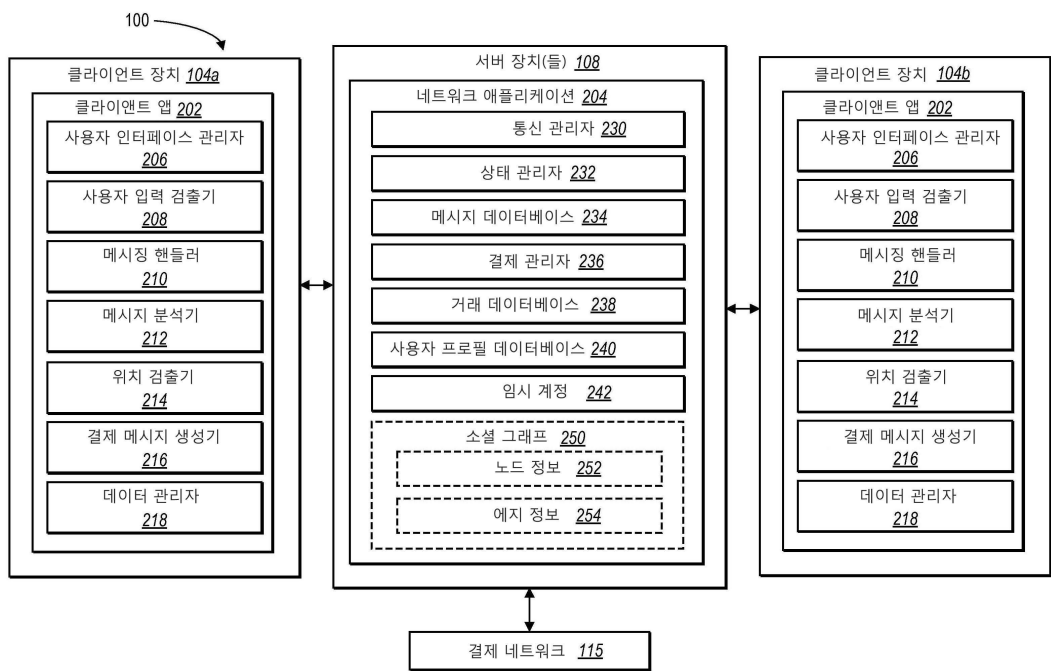 100
클라이언트 장치 104a
클라이앤트 앱 202
사용자 인터페이스 관리자
206
사용자 입력 검출기
208
메시징 핸들러
210
메시지 분석기
212
위치 검출기
214
결제 메시지 생성기
216
데이터 관리자
218
서버 장치(들) 108
네트워크 애플리케이션 204
통신 관리자 230
상태 관리자 232
메시지 데이터베이스 234
결제 관리자 236
거래 데이터베이스 238
사용자 프로필 데이터베이스 240
임시 계정 242
소셜 그래프 250
노드 정보 252
에지 정보 254
클라이언트 장치 104b
클라이앤트 앱 202
사용자 인터페이스 관리자
206
사용자 입력 검출기
208
메시징 핸들러
210
메시지 분석기
212
위치 검출기
214
결제 메시지 생성기
216
데이터 관리자
218
결제 네트워크 115